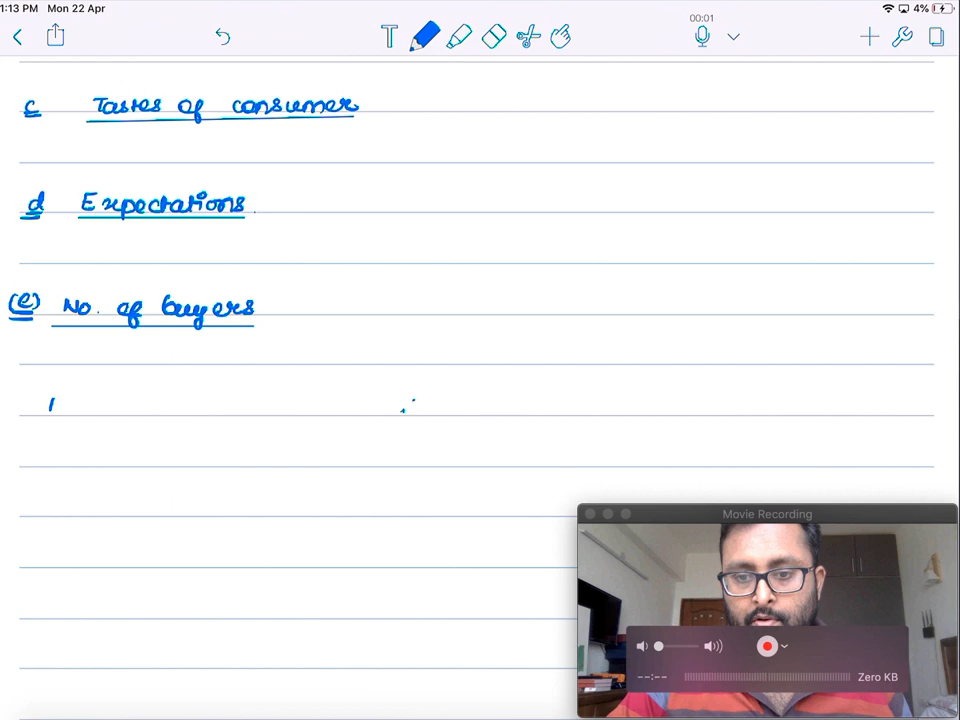 1:13 PM Mon 22 Apr
4%
T
00:01
c Tastes of consumer
d Expectations.
(e) No. of buyers
Movie Recording
--:--
Zero KB